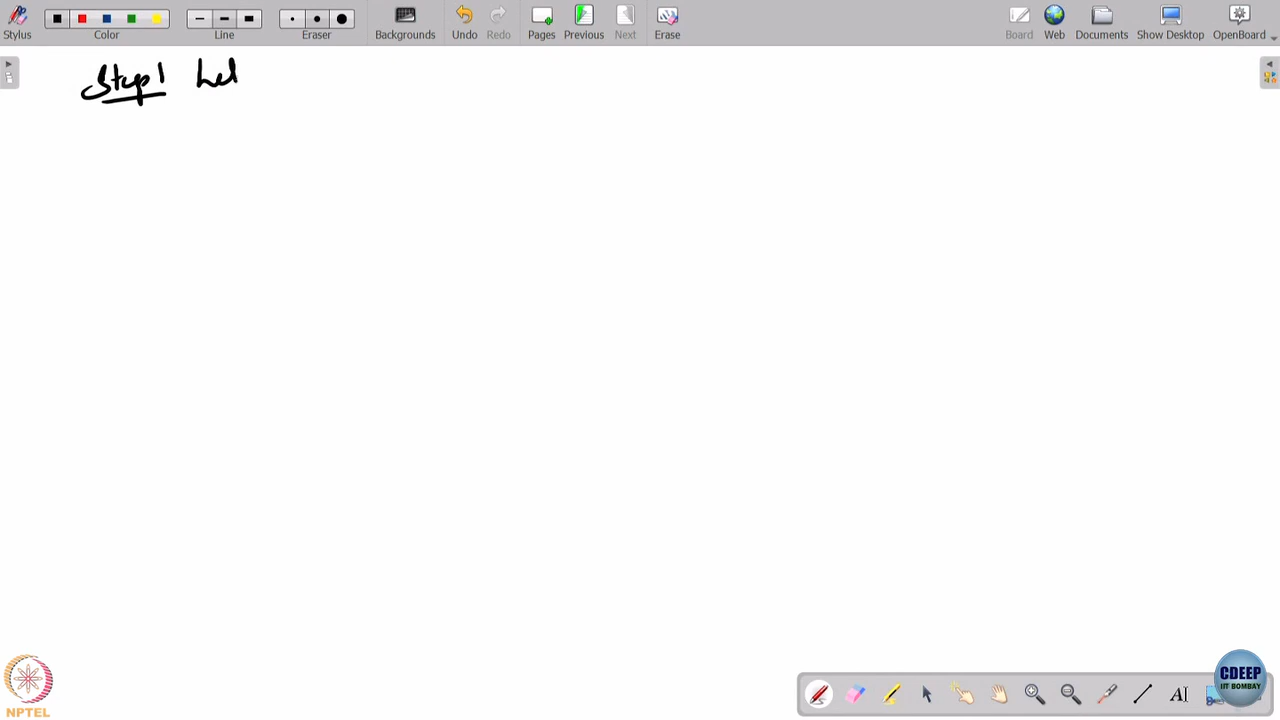 Stylus Color Line Eraser Backgrounds Undo Redo Pages Previous Next Erase Board Web Documents Show Desktop OpenBoard
Step 1 Let
NPTEL
CDEEP
IIT BOMBAY